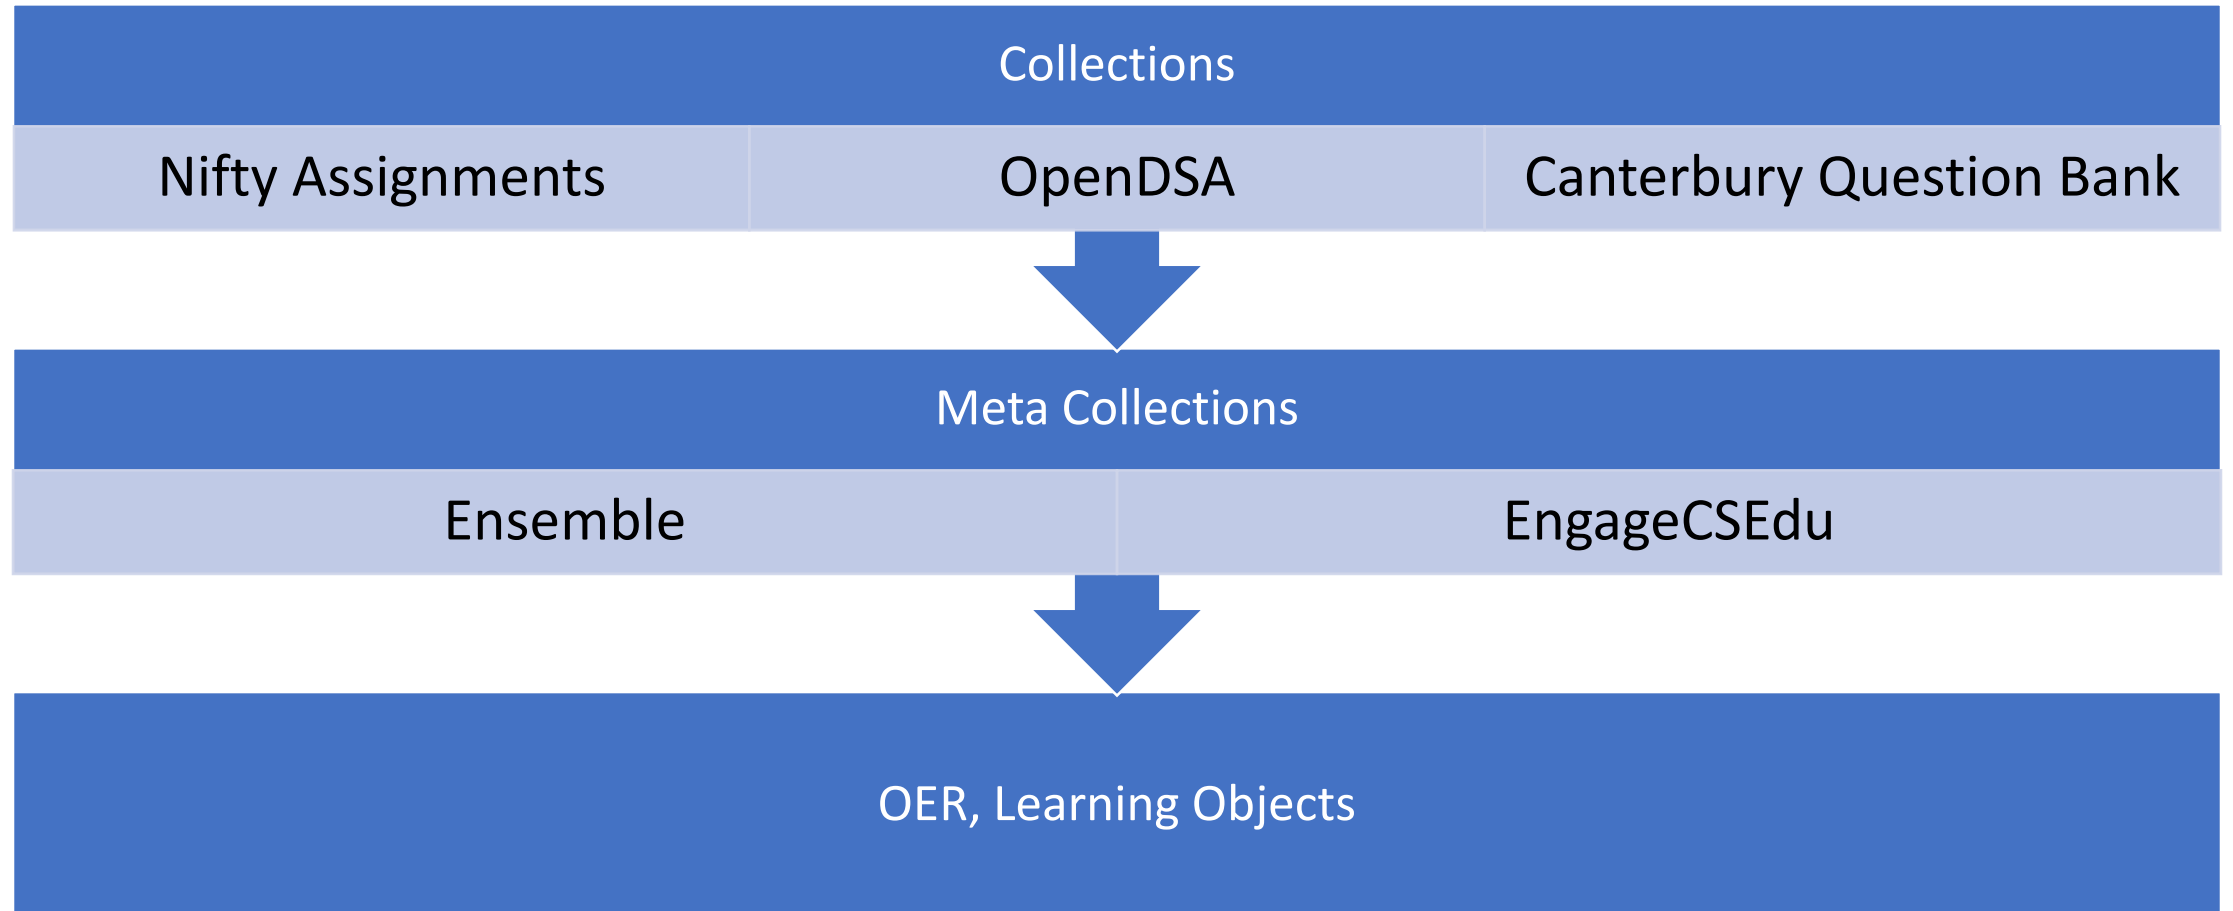 Collections
Nifty Assignments
OpenDSA
Canterbury Question Bank
Meta Collections
Ensemble
EngageCSEdu
OER, Learning Objects